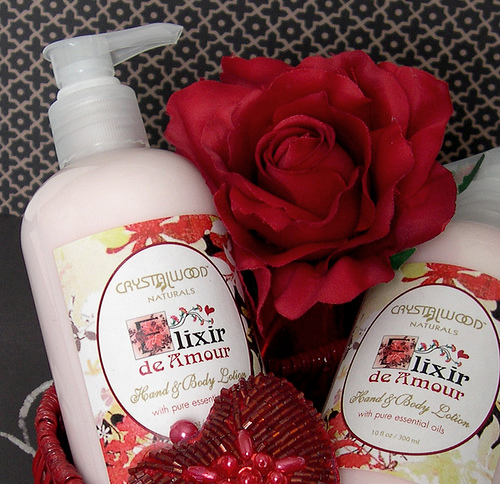 CRYSTALWOOD
NATURALS
Elixir
de Amour
Hand & Body Lotion
with pure
CRYSTALWOOD
NATURALS
Elixir
de Amour
Hand & Body Lotion
with pure essential oils
10 fl oz / 300 ml